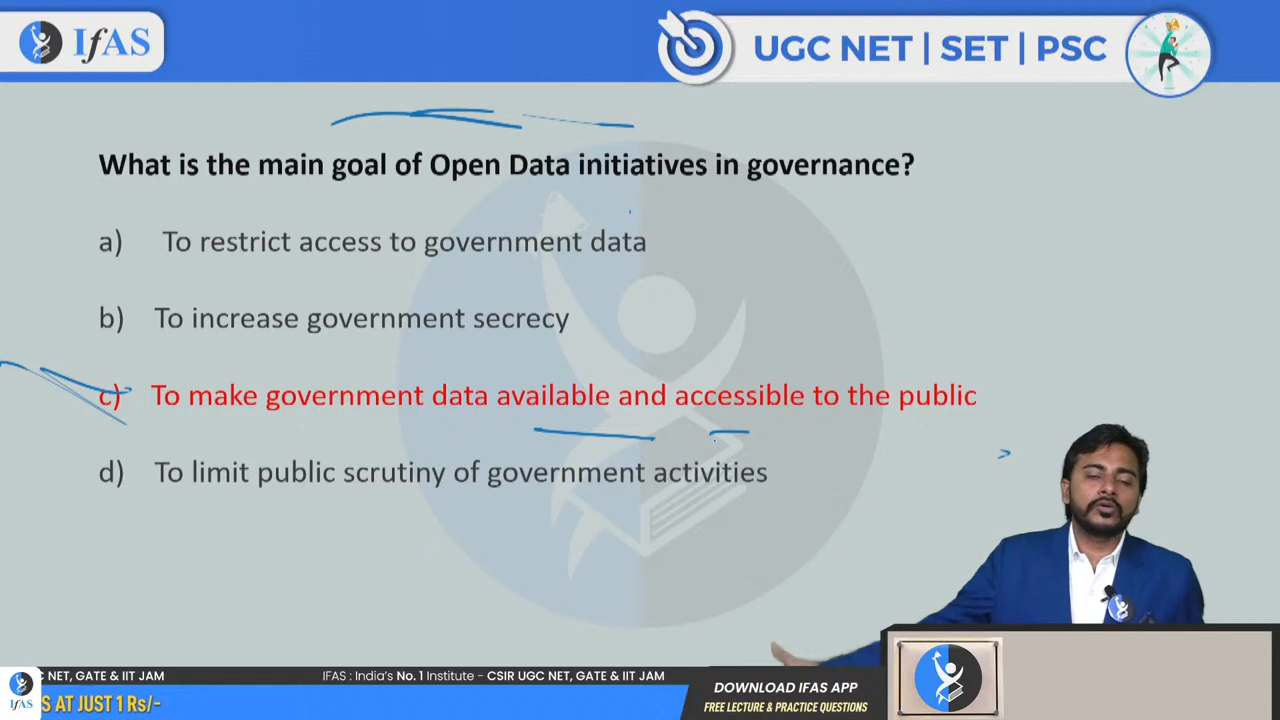 IfAS
UGC NET | SET | PSC
What is the main goal of Open Data initiatives in governance?
a) To restrict access to government data
b) To increase government secrecy
c) To make government data available and accessible to the public
d) To limit public scrutiny of government activities
C NET, GATE & IIT JAM
IFAS : India's No. 1 Institute - CSIR UGC NET, GATE & IIT JAM
IfAS
S AT JUST 1 Rs/-
DOWNLOAD IFAS APP
FREE LECTURE & PRACTICE QUESTIONS